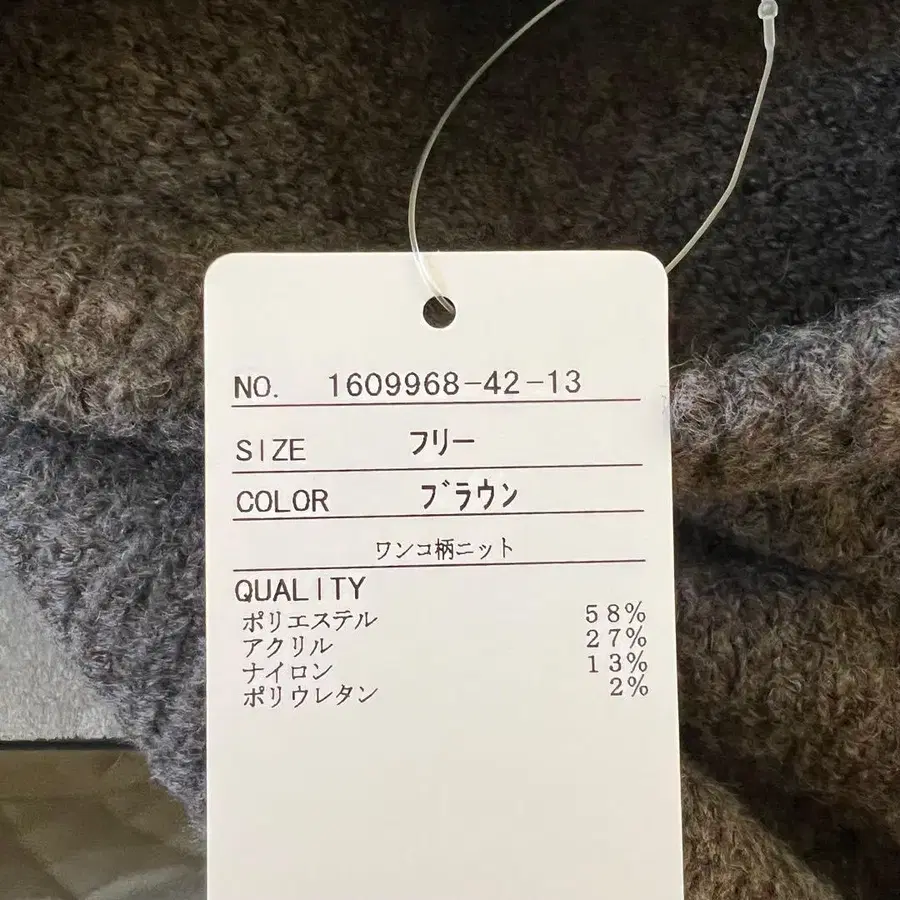 NO. 1609968-42-13
SIZE フリー
COLOR ブラウン
ワンコ柄ニット
QUALITY
ポリエステル 58%
アクリル 27%
ナイロン 13%
ポリウレタン 2%